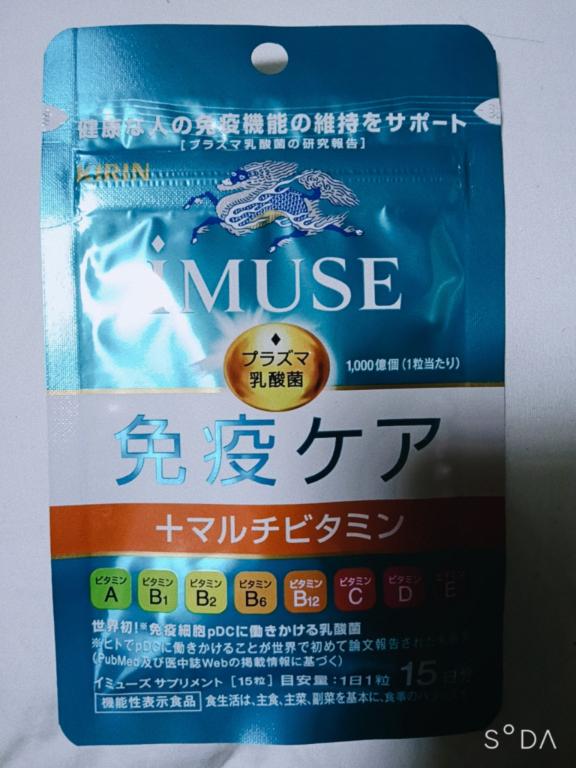 健康な人の免疫機能の維持をサポート
[プラズマ乳酸菌の研究報告]
KIRIN
iMUSE
プラズマ
乳酸菌
1,000億個(1粒当たり)
免疫ケア
+マルチビタミン
ビタミン A
ビタミン B1
ビタミン B2
ビタミン B6
ビタミン B12
ビタミン C
ビタミン D
ビタミン E
世界初!※免疫細胞pDCに働きかける乳酸菌
※ヒトでpDCに働きかけることが世界で初めて論文報告された
(PubMed及び医中誌Webの掲載情報に基づく)
イミューズ サプリメント [15粒] 目安量:1日1粒 15日分
機能性表示食品 食生活は、主食、主菜、副菜を基本に、食事の
SODA